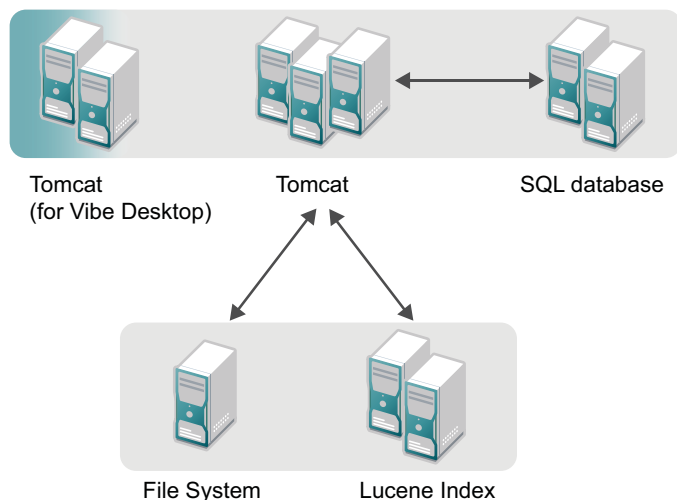 Tomcat
(for Vibe Desktop)
Tomcat
SQL database
File System
Lucene Index